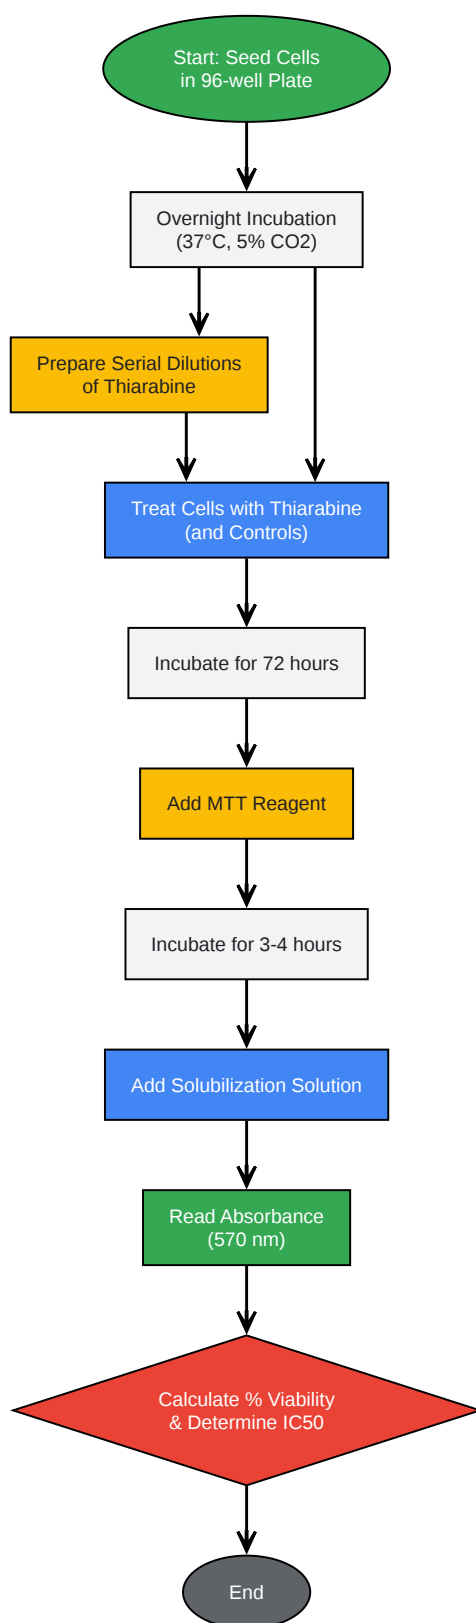 Start: Seed Cells
in 96-well Plate
Overnight Incubation
(37°C, 5% CO2)
Prepare Serial Dilutions
of Thiarabine
Treat Cells with Thiarabine
(and Controls)
Incubate for 72 hours
Add MTT Reagent
Incubate for 3-4 hours
Add Solubilization Solution
Read Absorbance
(570 nm)
Calculate % Viability
& Determine IC50
End